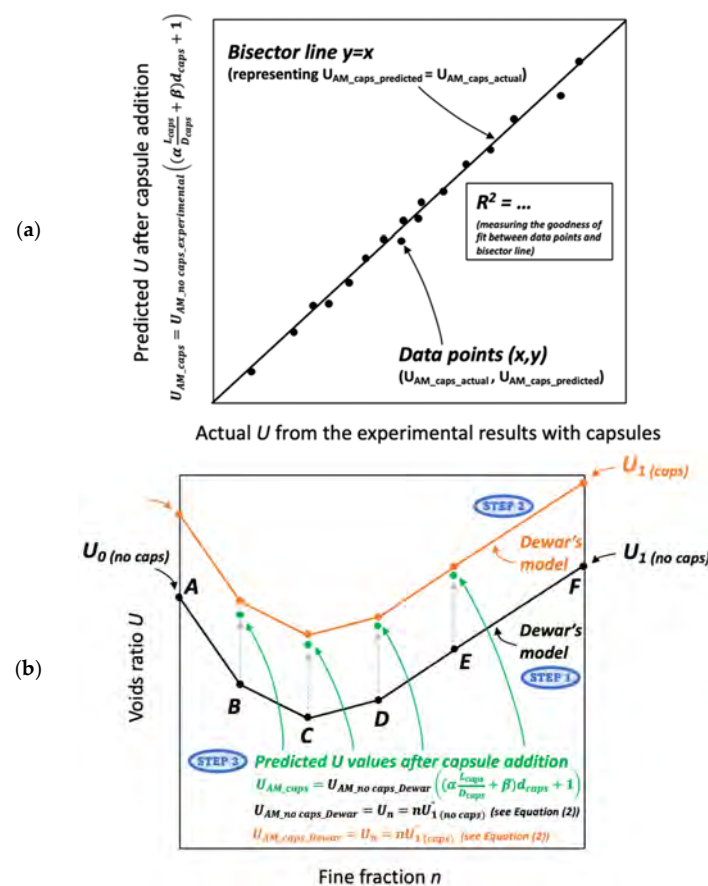 (a)
Predicted U after capsule addition
U_AM_caps = U_AM_no caps_experimental ((α L_caps/D_caps + β)d_caps + 1)
Bisector line y=x
(representing U_AM_caps_predicted = U_AM_caps_actual)
R² = ...
(measuring the goodness of
fit between data points and
bisector line)
Data points (x,y)
(U_AM_caps_actual , U_AM_caps_predicted)
Actual U from the experimental results with capsules
(b)
Voids ratio U
U_1 (caps)
STEP 2
U_0 (no caps)
A
Dewar's
model
U_1 (no caps)
F
Dewar's
model
E
STEP 1
B
C
D
STEP 3
Predicted U values after capsule addition
U_AM_caps = U_AM_no caps_Dewar ((α L_caps/D_caps + β)d_caps + 1)
U_AM_no caps_Dewar = U_n = nU''_1 (no caps) (see Equation (2))
U_AM_caps_Dewar = U_n = nU''_1 (caps) (see Equation (2))
Fine fraction n